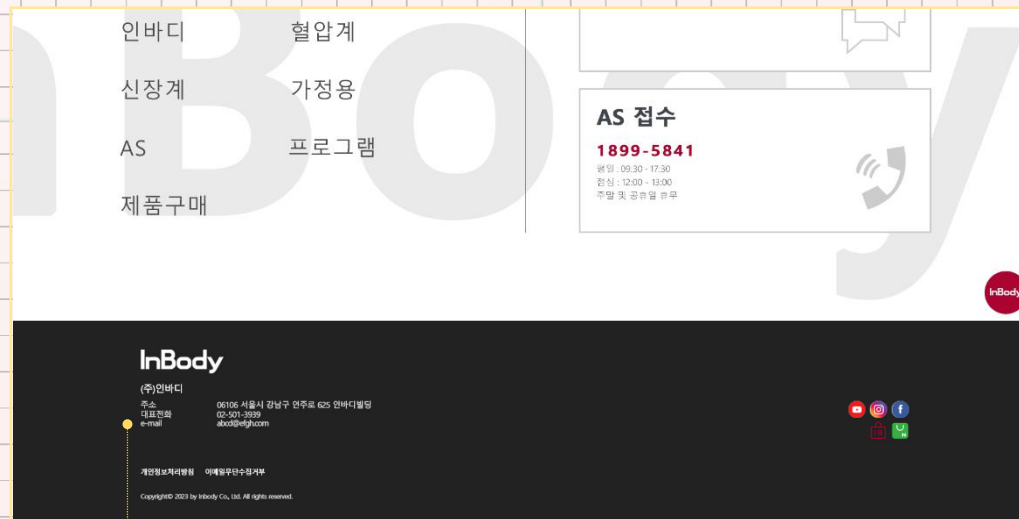 InBody
인바디 혈압계
신장계 가정용
AS 프로그램
제품구매
AS 접수
1899-5841
평일 : 09:30 - 17:30
점심 : 12:00 - 13:00
주말 및 공휴일 휴무
InBody
InBody
(주)인바디
주소 06106 서울시 강남구 언주로 625 인바디빌딩
대표전화 02-501-3939
e-mail abcd@efgh.com
개인정보처리방침 이메일무단수집거부
Copyright© 2023 by Inbody Co., Ltd. All rights reserved.